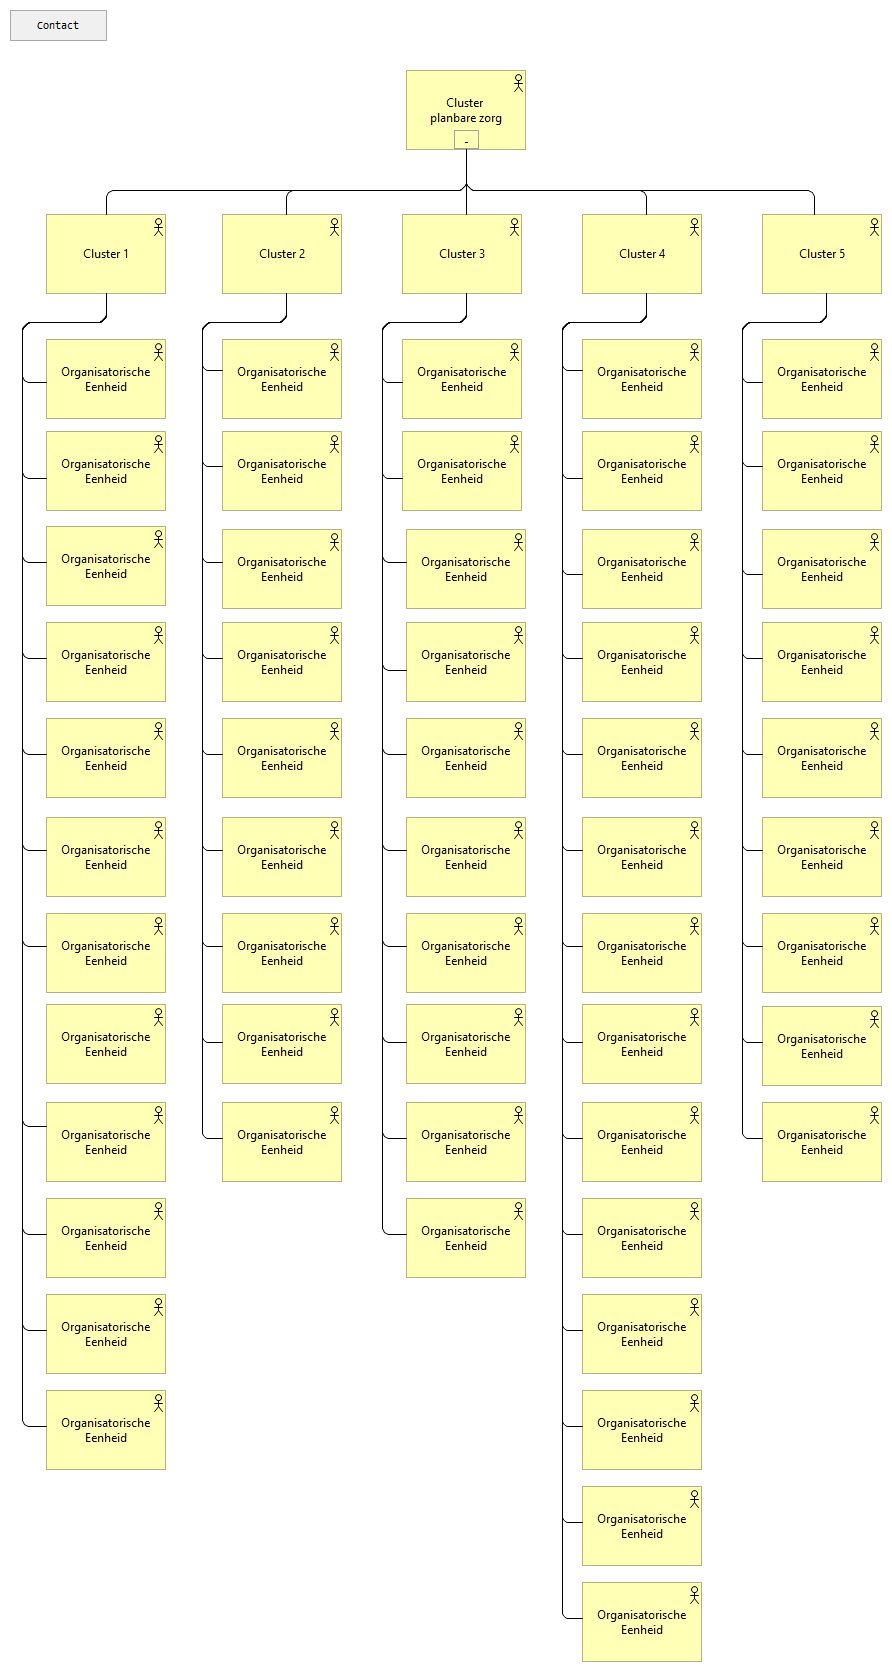 Contact
Cluster
planbare zorg
-
Cluster 1
Cluster 2
Cluster 3
Cluster 4
Cluster 5
Organisatorische
Eenheid
Organisatorische
Eenheid
Organisatorische
Eenheid
Organisatorische
Eenheid
Organisatorische
Eenheid
Organisatorische
Eenheid
Organisatorische
Eenheid
Organisatorische
Eenheid
Organisatorische
Eenheid
Organisatorische
Eenheid
Organisatorische
Eenheid
Organisatorische
Eenheid
Organisatorische
Eenheid
Organisatorische
Eenheid
Organisatorische
Eenheid
Organisatorische
Eenheid
Organisatorische
Eenheid
Organisatorische
Eenheid
Organisatorische
Eenheid
Organisatorische
Eenheid
Organisatorische
Eenheid
Organisatorische
Eenheid
Organisatorische
Eenheid
Organisatorische
Eenheid
Organisatorische
Eenheid
Organisatorische
Eenheid
Organisatorische
Eenheid
Organisatorische
Eenheid
Organisatorische
Eenheid
Organisatorische
Eenheid
Organisatorische
Eenheid
Organisatorische
Eenheid
Organisatorische
Eenheid
Organisatorische
Eenheid
Organisatorische
Eenheid
Organisatorische
Eenheid
Organisatorische
Eenheid
Organisatorische
Eenheid
Organisatorische
Eenheid
Organisatorische
Eenheid
Organisatorische
Eenheid
Organisatorische
Eenheid
Organisatorische
Eenheid
Organisatorische
Eenheid
Organisatorische
Eenheid
Organisatorische
Eenheid
Organisatorische
Eenheid
Organisatorische
Eenheid
Organisatorische
Eenheid
Organisatorische
Eenheid
Organisatorische
Eenheid
Organisatorische
Eenheid
Organisatorische
Eenheid
Organisatorische
Eenheid